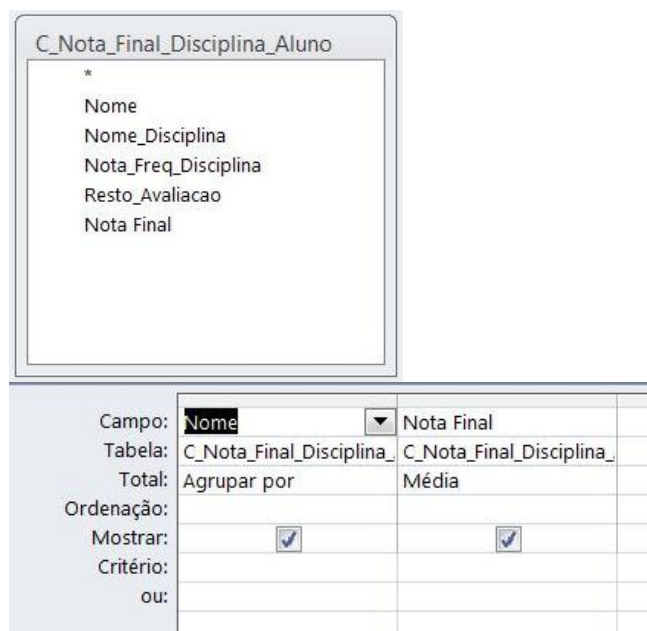 C_Nota_Final_Disciplina_Aluno
*
Nome
Nome_Disciplina
Nota_Freq_Disciplina
Resto_Avaliacao
Nota Final
Campo: Nome Nota Final
Tabela: C_Nota_Final_Disciplina_. C_Nota_Final_Disciplina_.
Total: Agrupar por Média
Ordenação:
Mostrar:
Critério:
ou: